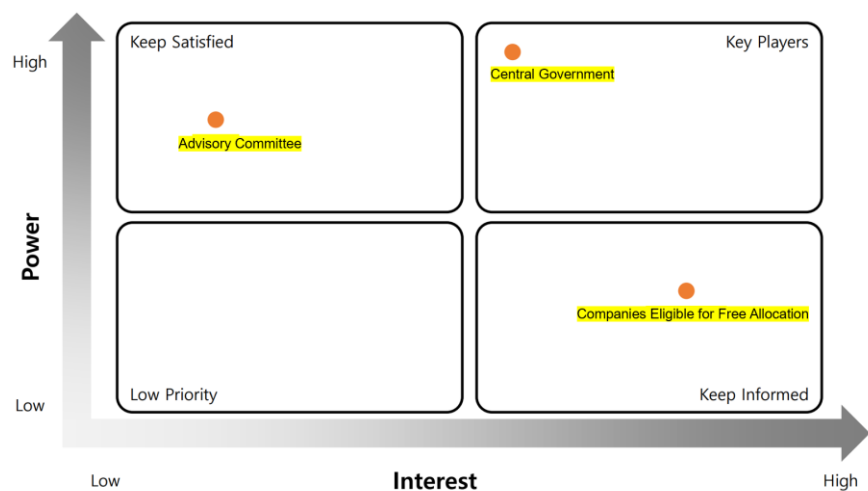 High
Keep Satisfied
Key Players
Central Government
Advisory Committee
Power
Companies Eligible for Free Allocation
Low Priority
Keep Informed
Low
Low
Interest
High